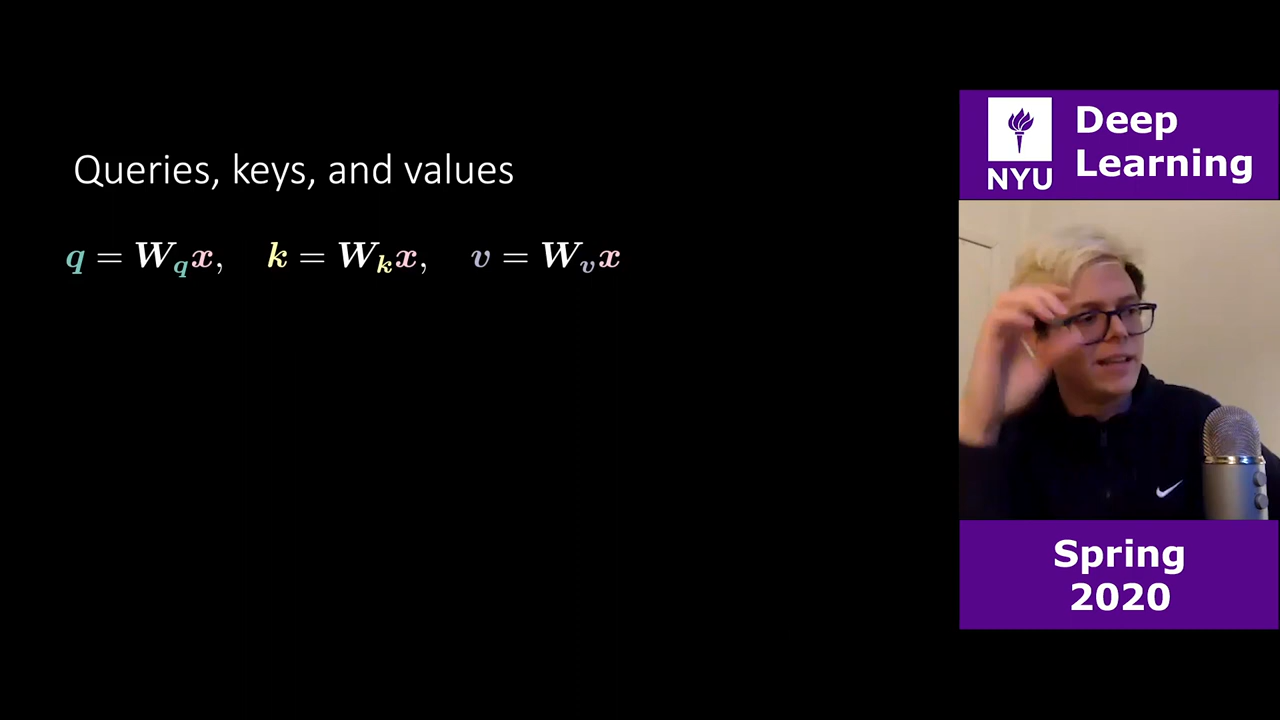 Queries, keys, and values
q = W_q x, k = W_k x, v = W_v x
NYU
Deep
Learning
Spring
2020